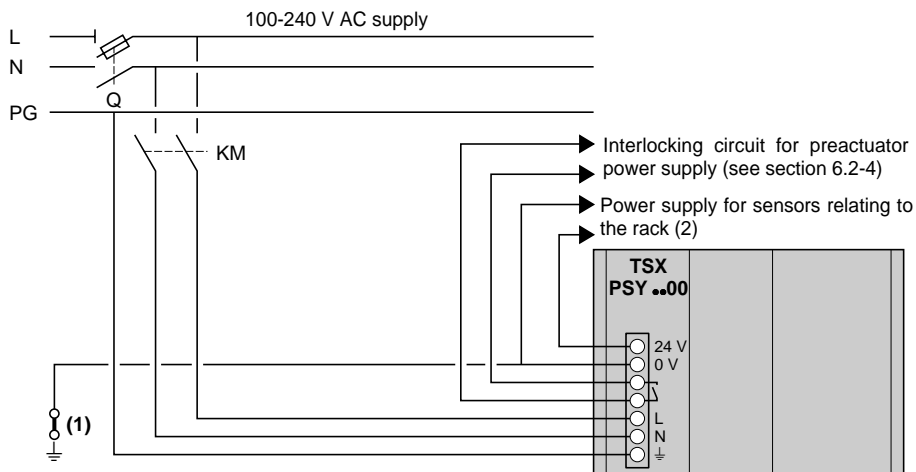 100-240 V AC supply
L
N
Q
PG
KM
Interlocking circuit for preactuator
power supply (see section 6.2-4)
Power supply for sensors relating to
the rack (2)
TSX
PSY ..00
24 V
0 V
L
N
(1)